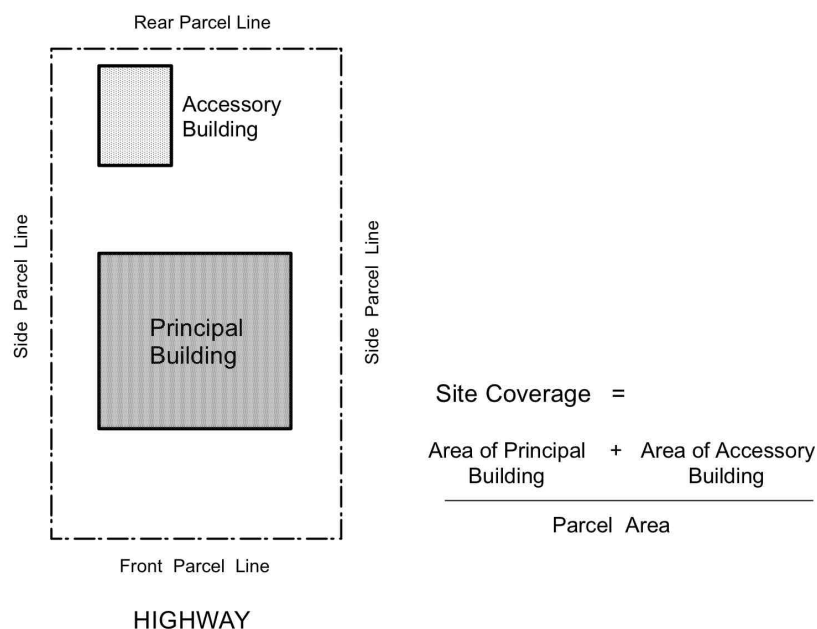 Rear Parcel Line
Accessory
Building
Side Parcel Line
Side Parcel Line
Principal
Building
Site Coverage =
Area of Principal + Area of Accessory
Building Building
Parcel Area
Front Parcel Line
HIGHWAY